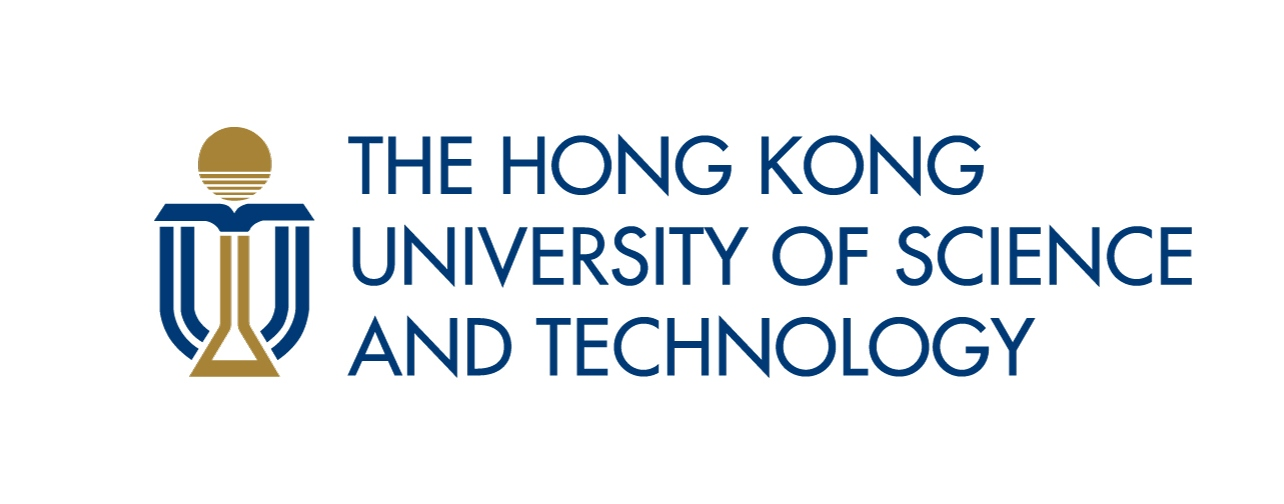 THE HONG KONG
UNIVERSITY OF SCIENCE
AND TECHNOLOGY